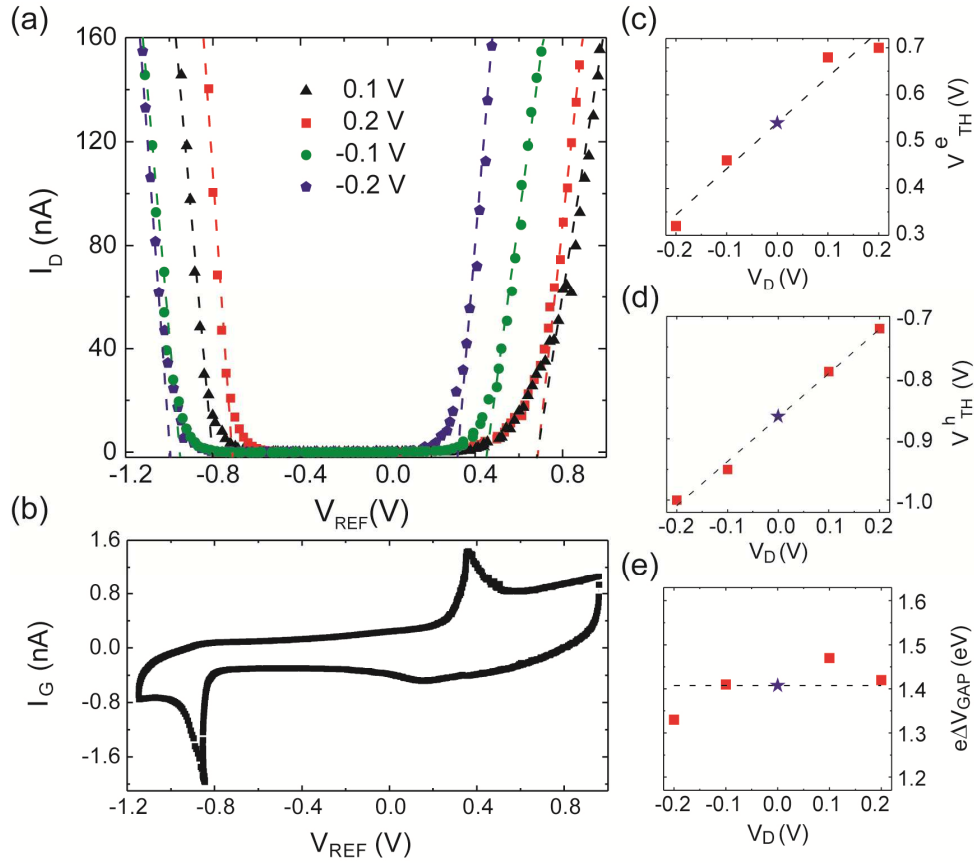 (a)
160
120
80
40
0
I_D (nA)
0.1 V
0.2 V
-0.1 V
-0.2 V
-1.2 -0.8 -0.4 0.0 0.4 0.8
V_REF(V)
(b)
1.6
0.8
0.0
-0.8
-1.6
I_G (nA)
-1.2 -0.8 -0.4 0.0 0.4 0.8
V_REF (V)
(c)
0.7
0.6
0.5
0.4
0.3
V^e_TH (V)
-0.2 -0.1 0.0 0.1 0.2
V_D (V)
(d)
-0.7
-0.8
-0.9
-1.0
V^h_TH (V)
-0.2 -0.1 0.0 0.1 0.2
V_D (V)
(e)
1.6
1.5
1.4
1.3
1.2
eΔV_GAP (eV)
-0.2 -0.1 0.0 0.1 0.2
V_D (V)